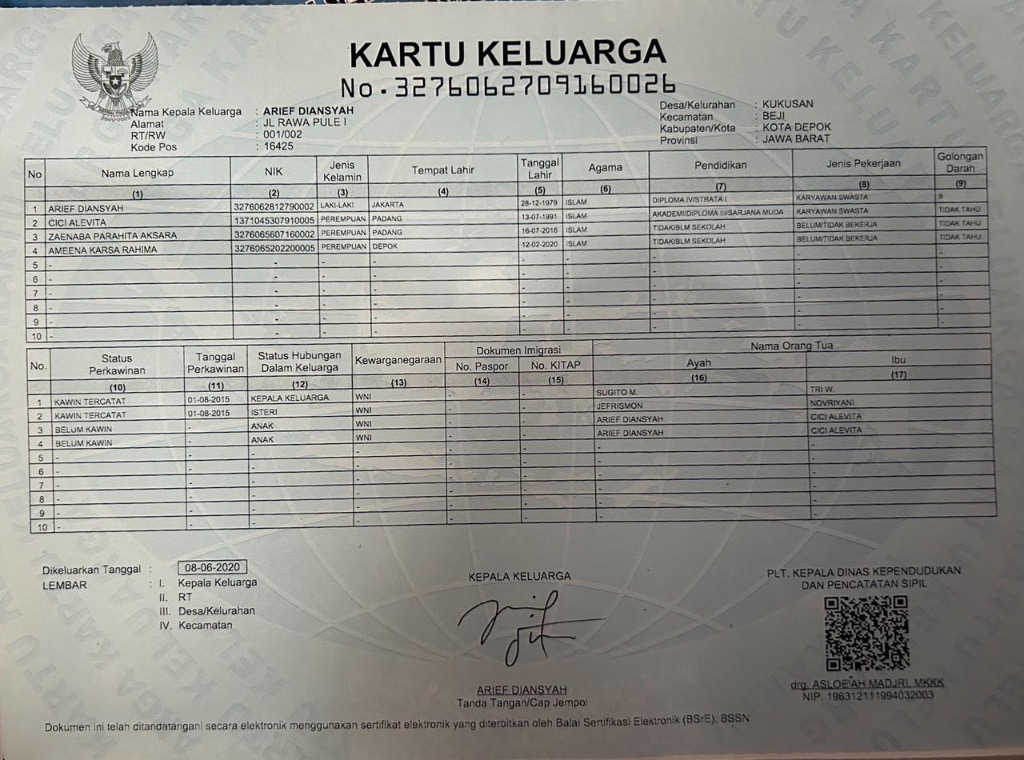 KARTU KELUARGA
No. 3276062709160026
Nama Kepala Keluarga : ARIEF DIANSYAH
Alamat : JL RAWA PULE I
RT/RW : 001/002
Kode Pos : 16425
Desa/Kelurahan : KUKUSAN
Kecamatan : BEJI
Kabupaten/Kota : KOTA DEPOK
Provinsi : JAWA BARAT
No Nama Lengkap NIK Jenis Kelamin Tempat Lahir Tanggal Lahir Agama Pendidikan Jenis Pekerjaan Golongan Darah
(1) (2) (3) (4) (5) (6) (7) (8) (9)
1 ARIEF DIANSYAH 3276062812790002 LAKI-LAKI JAKARTA 28-12-1979 ISLAM DIPLOMA IV/STRATA I KARYAWAN SWASTA B
2 CICI ALEVITA 1371045307910005 PEREMPUAN PADANG 13-07-1991 ISLAM AKADEMI/DIPLOMA III/SARJANA MUDA KARYAWAN SWASTA TIDAK TAHU
3 ZAENABA PARAHITA AKSARA 3276065607160002 PEREMPUAN PADANG 16-07-2016 ISLAM TIDAK/BLM SEKOLAH BELUM/TIDAK BEKERJA TIDAK TAHU
4 AMEENA KARSA RAHIMA 3276065202200005 PEREMPUAN DEPOK 12-02-2020 ISLAM TIDAK/BLM SEKOLAH BELUM/TIDAK BEKERJA TIDAK TAHU
5 - - - - - - - - -
6 - - - - - - - - -
7 - - - - - - - - -
8 - - - - - - - - -
9 - - - - - - - - -
10 - - - - - - - - -
No. Status Perkawinan Tanggal Perkawinan Status Hubungan Dalam Keluarga Kewarganegaraan Dokumen Imigrasi Nama Orang Tua
No. Paspor No. KITAP Ayah Ibu
(10) (11) (12) (13) (14) (15) (16) (17)
1 KAWIN TERCATAT 01-08-2015 KEPALA KELUARGA WNI - - SUGITO M. TRI W.
2 KAWIN TERCATAT 01-08-2015 ISTERI WNI - - JEFRISMON NOVRIYANI
3 BELUM KAWIN ANAK WNI - - ARIEF DIANSYAH CICI ALEVITA
4 BELUM KAWIN ANAK WNI - - ARIEF DIANSYAH CICI ALEVITA
5 - - - - - - - -
6 - - - - - - - -
7 - - - - - - - -
8 - - - - - - - -
9 - - - - - - - -
10 - - - - - - - -
Dikeluarkan Tanggal : 08-06-2020
LEMBAR : I. Kepala Keluarga
II. RT
III. Desa/Kelurahan
IV. Kecamatan
KEPALA KELUARGA
ARIEF DIANSYAH
Tanda Tangan/Cap Jempol
PLT. KEPALA DINAS KEPENDUDUKAN
DAN PENCATATAN SIPIL
drg. ASLOE'AH MADJRI, MKKK
NIP. 196312111994032003
Dokumen ini telah ditandatangani secara elektronik menggunakan sertifikat elektronik yang diterbitkan oleh Balai Sertifikasi Elektronik (BSrE), BSSN